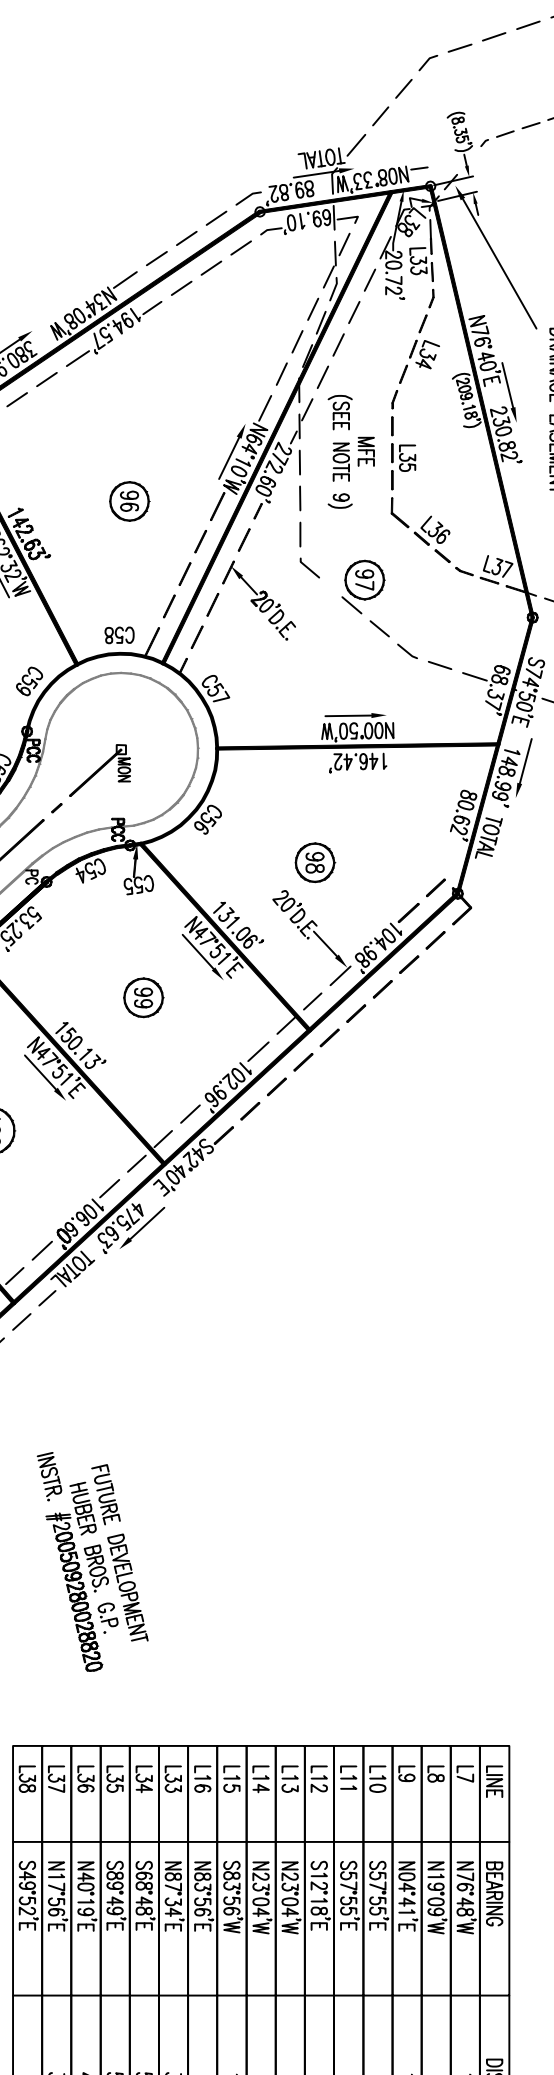 (8.35')
TOTAL
N08°33'W 89.82'
69.10'
20.72'
L38
L33
L34
L35
L36
L37
N76°40'E 230.82'
(209.18')
DRAINAGE EASEMENT
N34°08'W
194.57'
MFE
(SEE NOTE 9)
N64°10'W
272.60'
20'D.E.
96
97
142.63'
C58
C59
C57
C56
PCC
MON
PCC
C55
C54
PC
53.25'
N00°50'W
146.42'
S74°50'E 148.99' TOTAL
68.37'
80.62'
98
20'D.E.
104.98'
131.06'
N47°51'E
99
150.13'
N47°51'E
102.96'
S42°40'E 475.63' TOTAL
106.60'
FUTURE DEVELOPMENT
HUBER BROS. G.P.
INSTR. #200509280028820
LINE BEARING
L7 N76°48'W
L8 N19°09'W
L9 N04°41'E
L10 S57°55'E
L11 S57°55'E
L12 S12°18'E
L13 N23°04'W
L14 N23°04'W
L15 S83°56'W
L16 N83°56'E
L33 N87°34'E
L34 S68°48'E
L35 S89°49'E
L36 N40°19'E
L37 N17°56'E
L38 S49°52'E